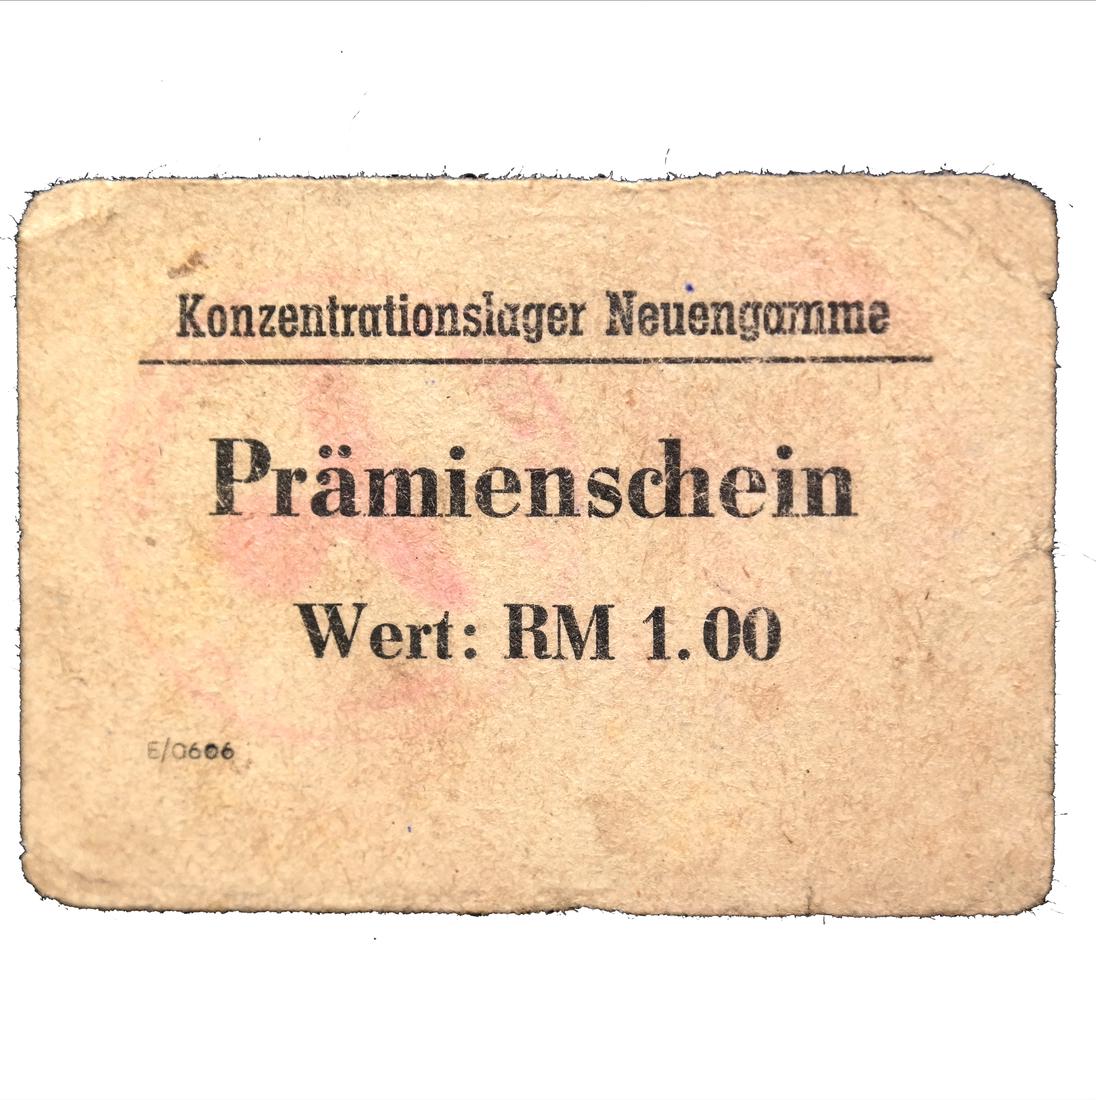 Konzentrationslager Neuengamme
Prämienschein
Wert: RM 1.00
E/0606